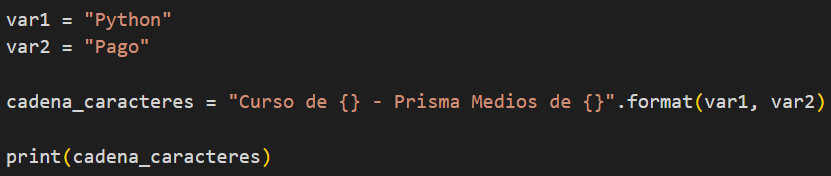 var1 = "Python"
var2 = "Pago"
cadena_caracteres = "Curso de {} - Prisma Medios de {}".format(var1, var2)
print(cadena_caracteres)